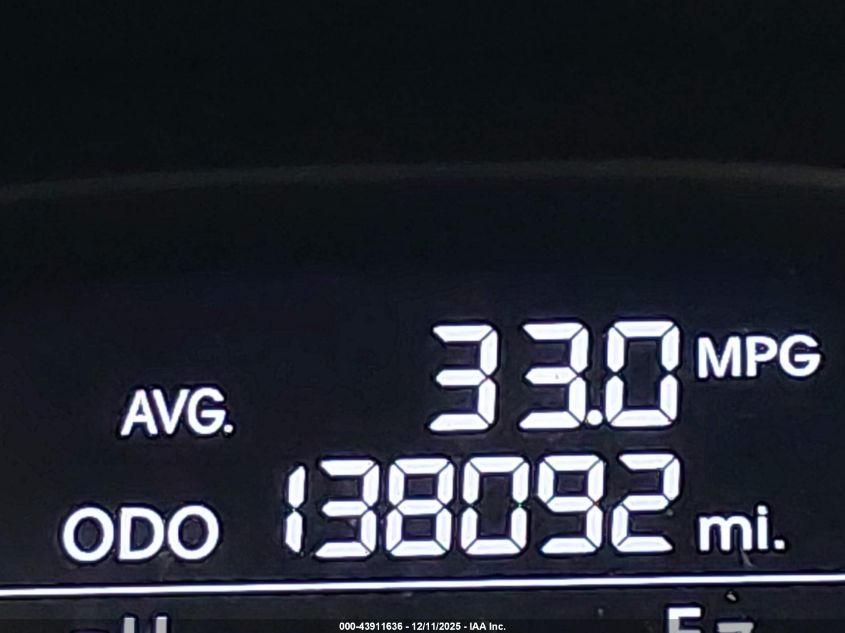 33.0 MPG
AVG.
ODO 138092 mi.
000-43911636 - 12/11/2025 - IAA Inc.